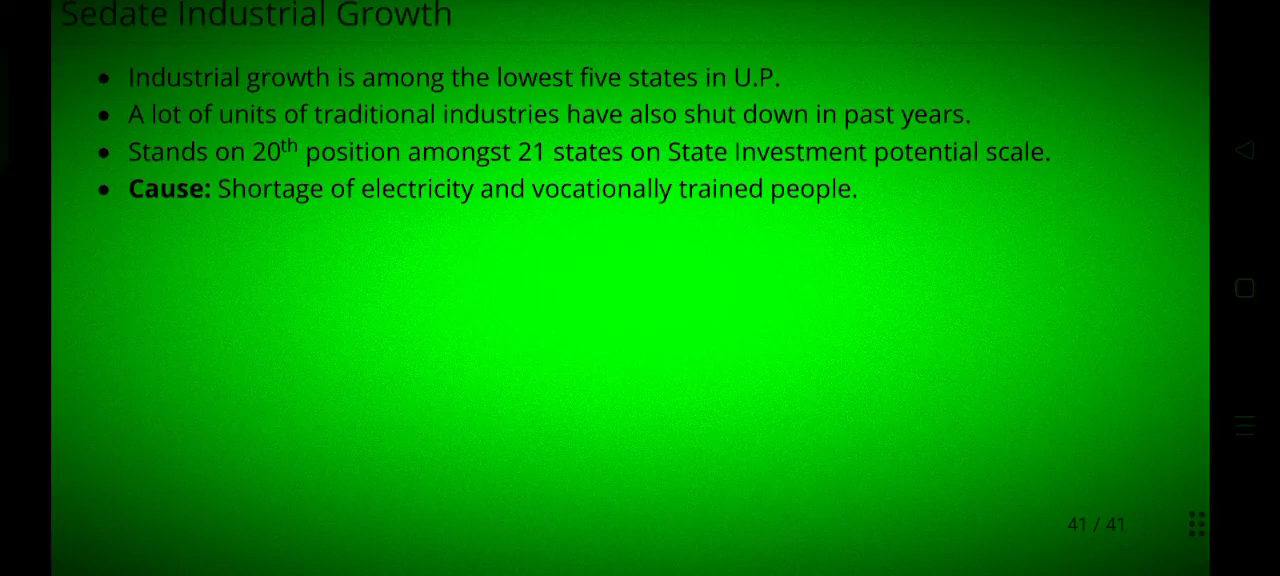 Sedate Industrial Growth
• Industrial growth is among the lowest five states in U.P.
• A lot of units of traditional industries have also shut down in past years.
• Stands on 20th position amongst 21 states on State Investment potential scale.
• Cause: Shortage of electricity and vocationally trained people.
41 / 41